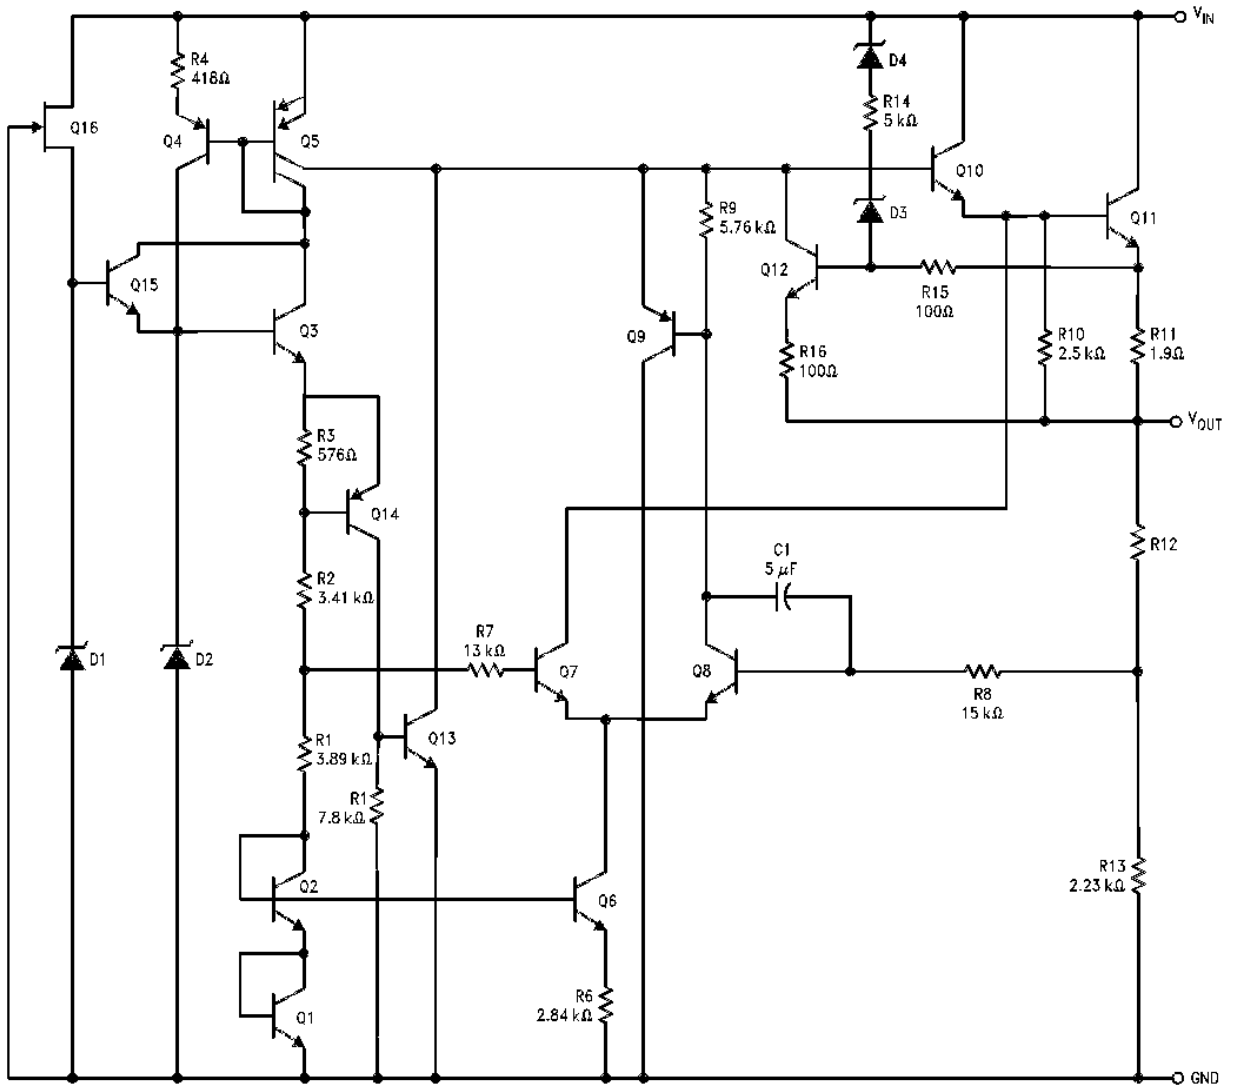 V_IN
R4
418Ω
D4
R14
5 kΩ
Q16
Q4
Q5
Q10
R9
5.76 kΩ
D3
Q11
Q15
Q12
R15
100Ω
Q3
Q9
R16
100Ω
R10
2.5 kΩ
R11
1.9Ω
V_OUT
R3
576Ω
Q14
R12
C1
5 μF
R2
3.41 kΩ
R7
13 kΩ
D1
D2
Q7
Q8
R8
15 kΩ
R1
3.89 kΩ
Q13
R1
7.8 kΩ
R13
2.23 kΩ
Q2
Q6
R6
2.84 kΩ
Q1
GND